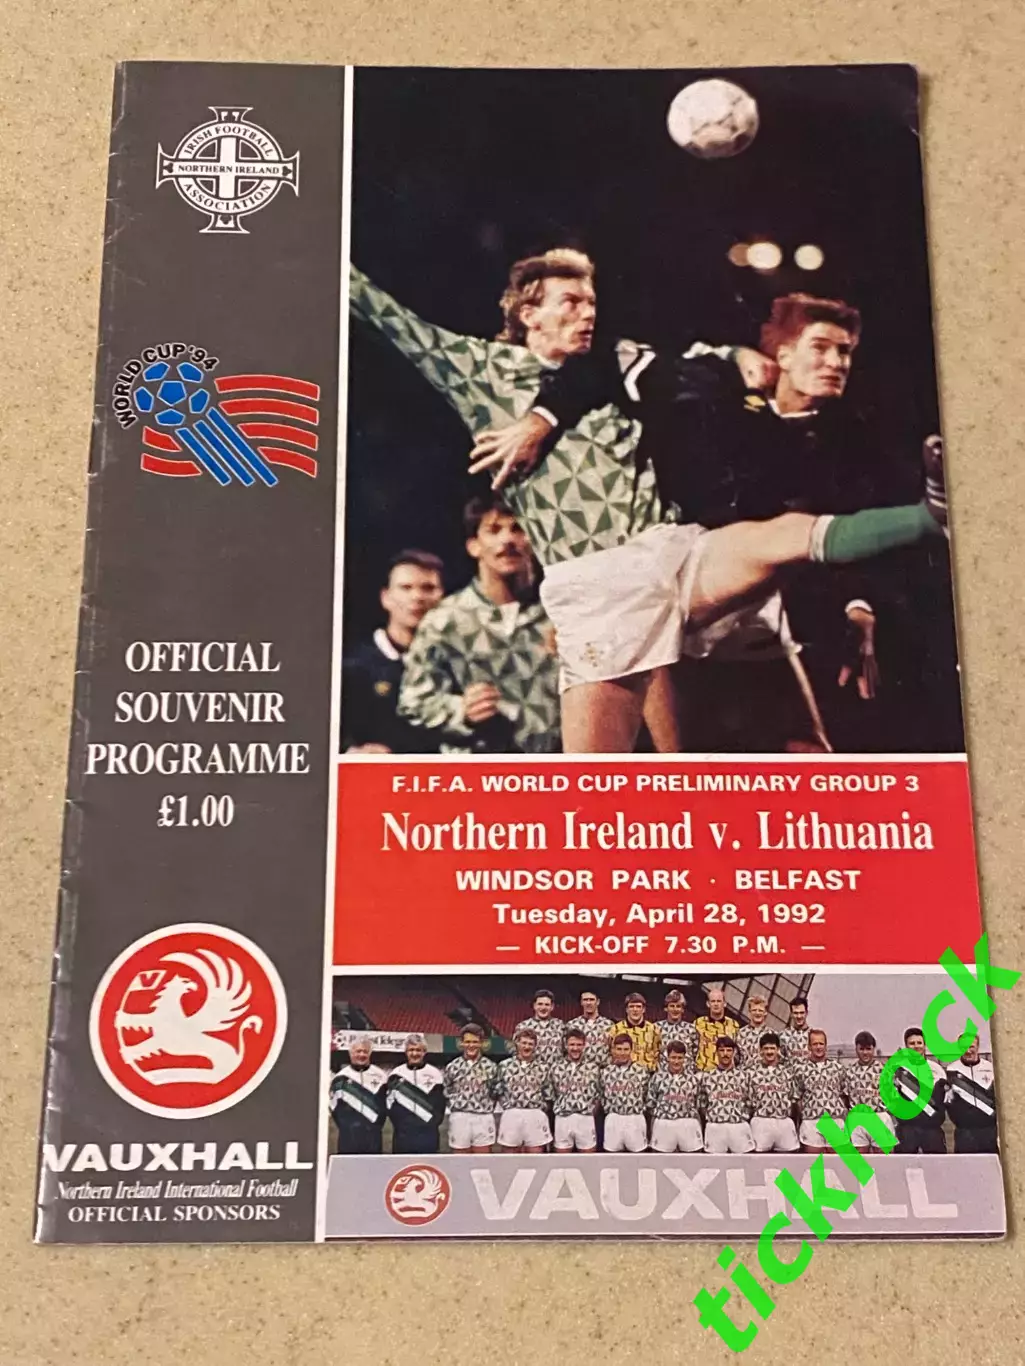 IRISH FOOTBALL
NORTHERN IRELAND
ASSOCIATION
WORLD CUP '94
OFFICIAL
SOUVENIR
PROGRAMME
£1.00
F.I.F.A. WORLD CUP PRELIMINARY GROUP 3
Northern Ireland v. Lithuania
WINDSOR PARK · BELFAST
Tuesday, April 28, 1992
— KICK-OFF 7.30 P.M. —
V
VAUXHALL
Northern Ireland International Football
OFFICIAL SPONSORS
VAUXHALL
tickhock